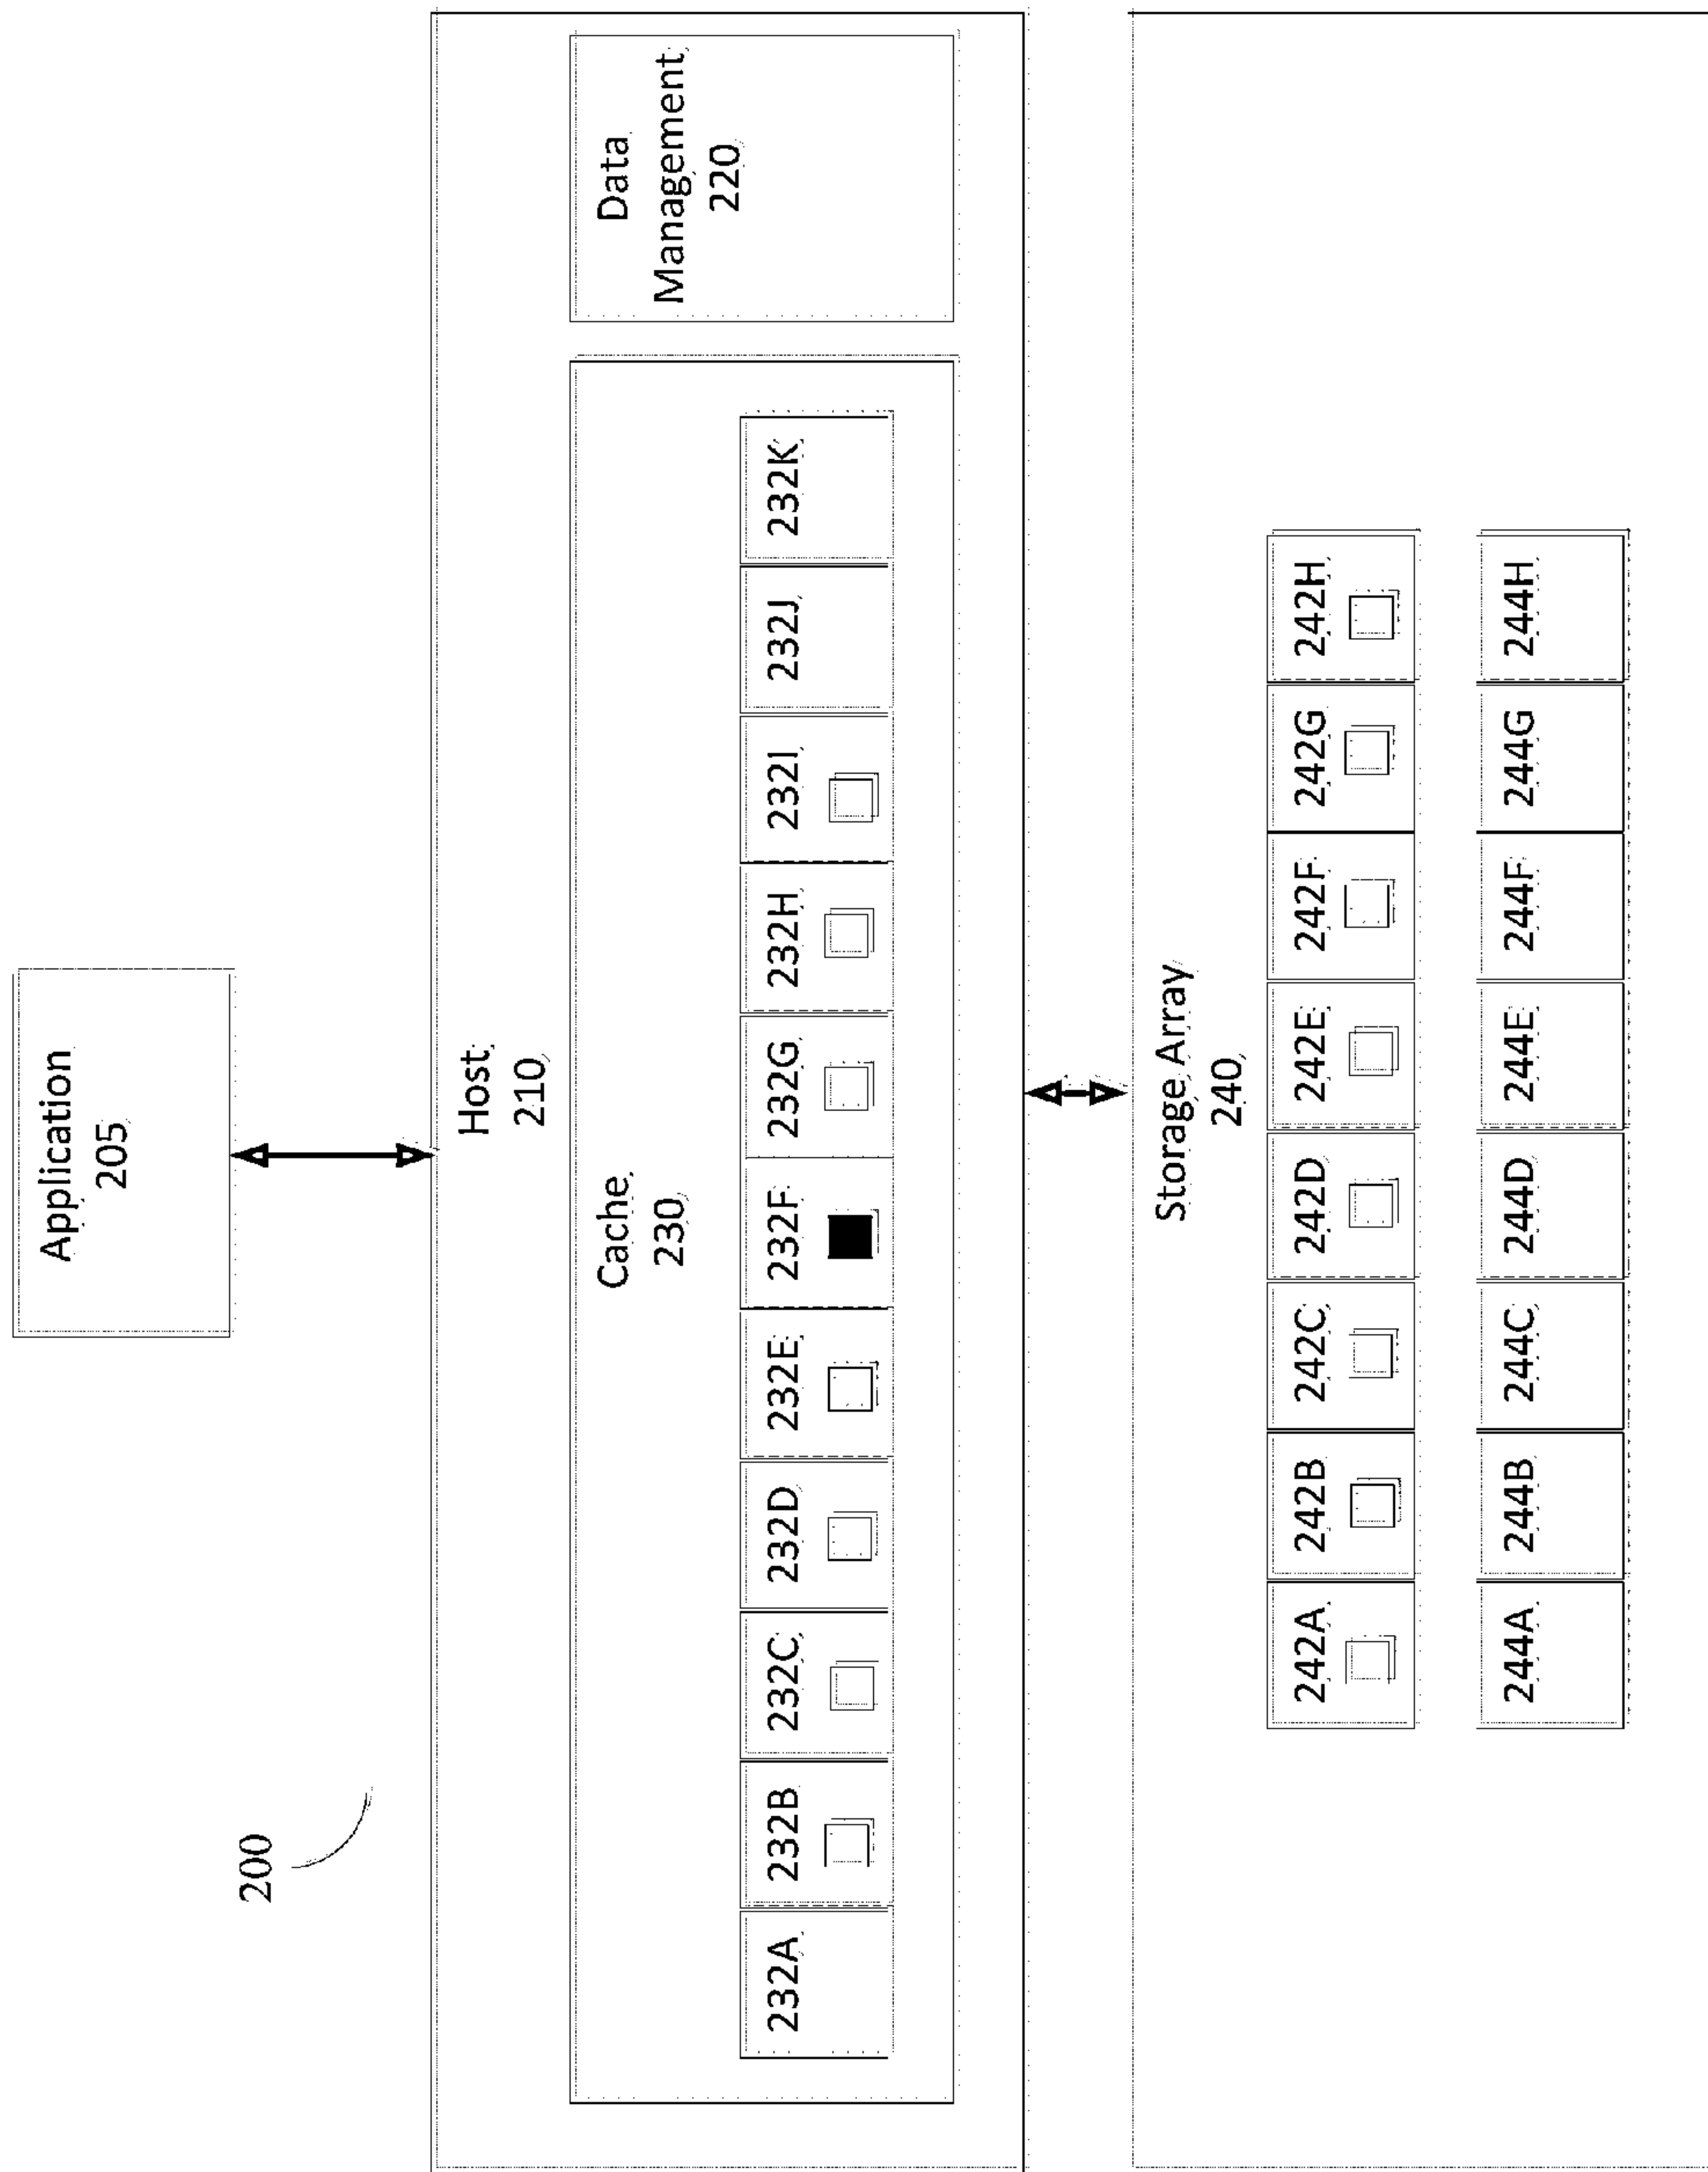 200
Application
205
Host
210
Cache
230
232A
232B
232C
232D
232E
232F
232G
232H
232I
232J
232K
Data
Management
220
Storage Array
240
242A
242B
242C
242D
242E
242F
242G
242H
244A
244B
244C
244D
244E
244F
244G
244H